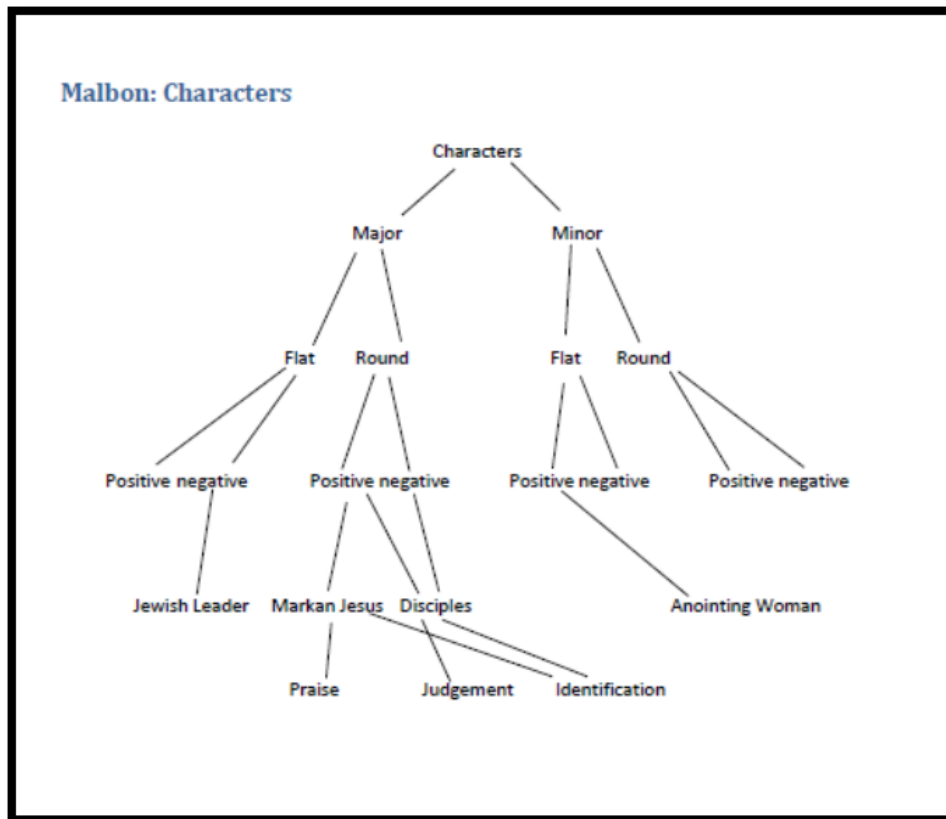 Malbon: Characters
Characters
Major Minor
Flat Round Flat Round
Positive negative Positive negative Positive negative Positive negative
Jewish Leader Markan Jesus Disciples Anointing Woman
Praise Judgement Identification